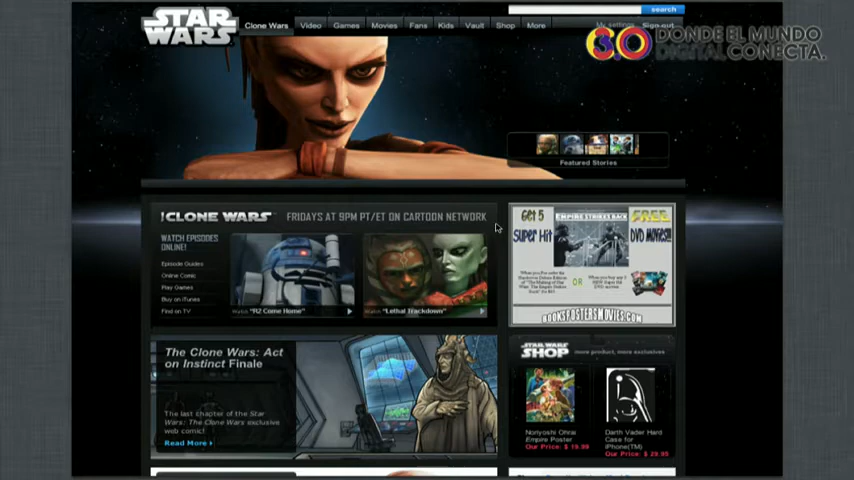 STAR WARS
Clone Wars Video Games Movies Fans Kids Vault Shop More
search
My settings Sign out
3.0 DONDE EL MUNDO
DIGITAL CONECTA.
Featured Stories
THE CLONE WARS FRIDAYS AT 9PM PT/ET ON CARTOON NETWORK
WATCH EPISODES
ONLINE!
Episode Guides
Online Comic
Play Games
Buy on iTunes
Find on TV
Watch "R2 Come Home"
Watch "Lethal Trackdown"
Get 5
Super Hit
EMPIRE STRIKES BACK
FREE
DVD MOVIES!!
OR
BOOKSPOSTERSMOVIES.COM
The Clone Wars: Act
on Instinct Finale
The last chapter of the Star
Wars: The Clone Wars exclusive
web comic!
Read More
STAR WARS
SHOP more product, more exclusives
Noriyoshi Ohrai
Empire Poster
Our Price: $ 19.99
Darth Vader Hard
Case for
iPhone(TM)
Our Price: $ 29.95